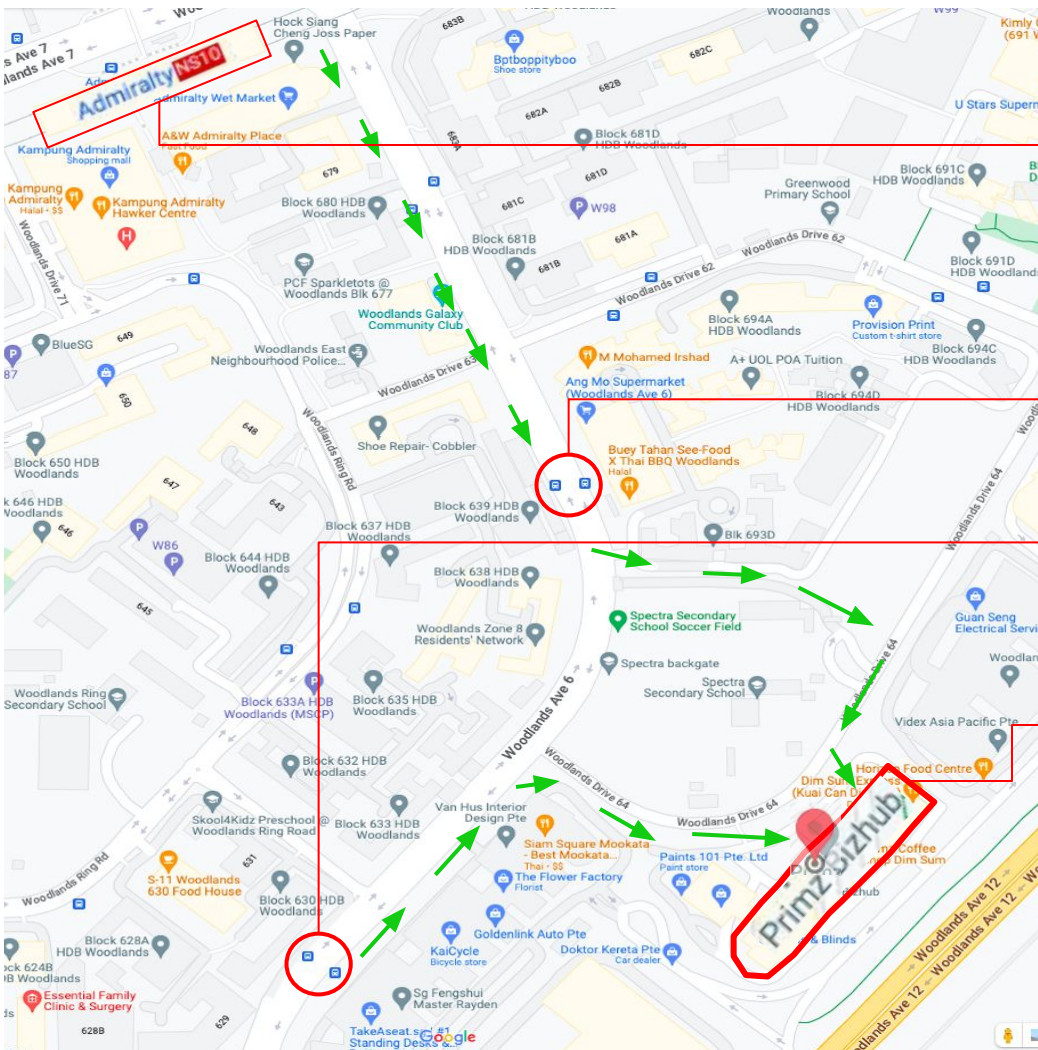 Woo
Hock Siang
Cheng Joss Paper
683B
HDB Woodlands
Woodlands
W99
Kimly
(691
s Ave 7
lands Ave 7
Bptboppityboo
Shoe store
682C
Admiralty NS10
682B
Admiralty Wet Market
U Stars Superm
682A
683A
Block 681D
HDB Woodlands
A&W Admiralty Place
Fast Food
Kampung Admiralty
Shopping mall
679
681D
Block 691C
HDB Woodlands
Greenwood
Primary School
Kampung
Admiralty
Halal • $$
Kampung Admiralty
Hawker Centre
Block 680 HDB
Woodlands
681C
W98
H
681A
Block 681B
HDB Woodlands
681B
Woodlands Drive 62
Block 691D
HDB Woodlands
Woodlands Drive 71
PCF Sparkletots @
Woodlands Blk 677
Woodlands Drive 62
Woodlands Galaxy
Community Club
Block 694A
HDB Woodlands
Provision Print
Custom t-shirt store
BlueSG
649
P
87
Woodlands East
Neighbourhood Police...
M Mohamed Irshad
A+ UOL POA Tuition
Block 694C
HDB Woodlands
Woodlands Drive 63
Ang Mo Supermarket
(Woodlands Ave 6)
650
Block 694D
HDB Woodlands
Woodlands Ring Rd
648
Shoe Repair- Cobbler
Buey Tahan See-Food
X Thai BBQ Woodlands
Halal
Block 650 HDB
Woodlands
647
Woodlands Drive 64
k 646 HDB
Woodlands
646
643
Block 639 HDB
Woodlands
W86
P
P
Block 637 HDB
Woodlands
Blk 693D
Block 644 HDB
Woodlands
Block 638 HDB
Woodlands
645
Guan Seng
Electrical Servi
Spectra Secondary
School Soccer Field
Woodlands Zone 8
Residents' Network
Spectra backgate
Woodlan
Spectra
Secondary School
Woodlands Ring
Secondary School
P
Block 633A HDB
Woodlands (MSCP)
Block 635 HDB
Woodlands
Woodlands Ave 6
Woodlands Drive 64
Videx Asia Pacific Pte
Block 632 HDB
Woodlands
Woodlands Drive 64
Horizon Food Centre
Dim Sum Express
(Kuai Can D
Van Hus Interior
Design Pte
Woodlands Drive 64
Skool4Kidz Preschool @
Woodlands Ring Road
Block 633 HDB
Woodlands
Siam Square Mookata
- Best Mookata...
Thai • $$
Primz Bizhub
Coffee
Dim Sum
Paints 101 Pte. Ltd
Paint store
631
S-11 Woodlands
630 Food House
The Flower Factory
Florist
Woodlands Ring Rd
Block 630 HDB
Woodlands
Goldenlink Auto Pte
& Blinds
Woodlands Ave 12
Woodlands Ave 12
Block 628A
HDB Woodlands
KaiCycle
Bicycle store
Doktor Kereta Pte
Car dealer
ock 624B
DB Woodlands
Sg Fengshui
Master Rayden
Essential Family
Clinic & Surgery
628B
629
TakeAseat.sg
Standing Desks &
Google
dlands Ave 12